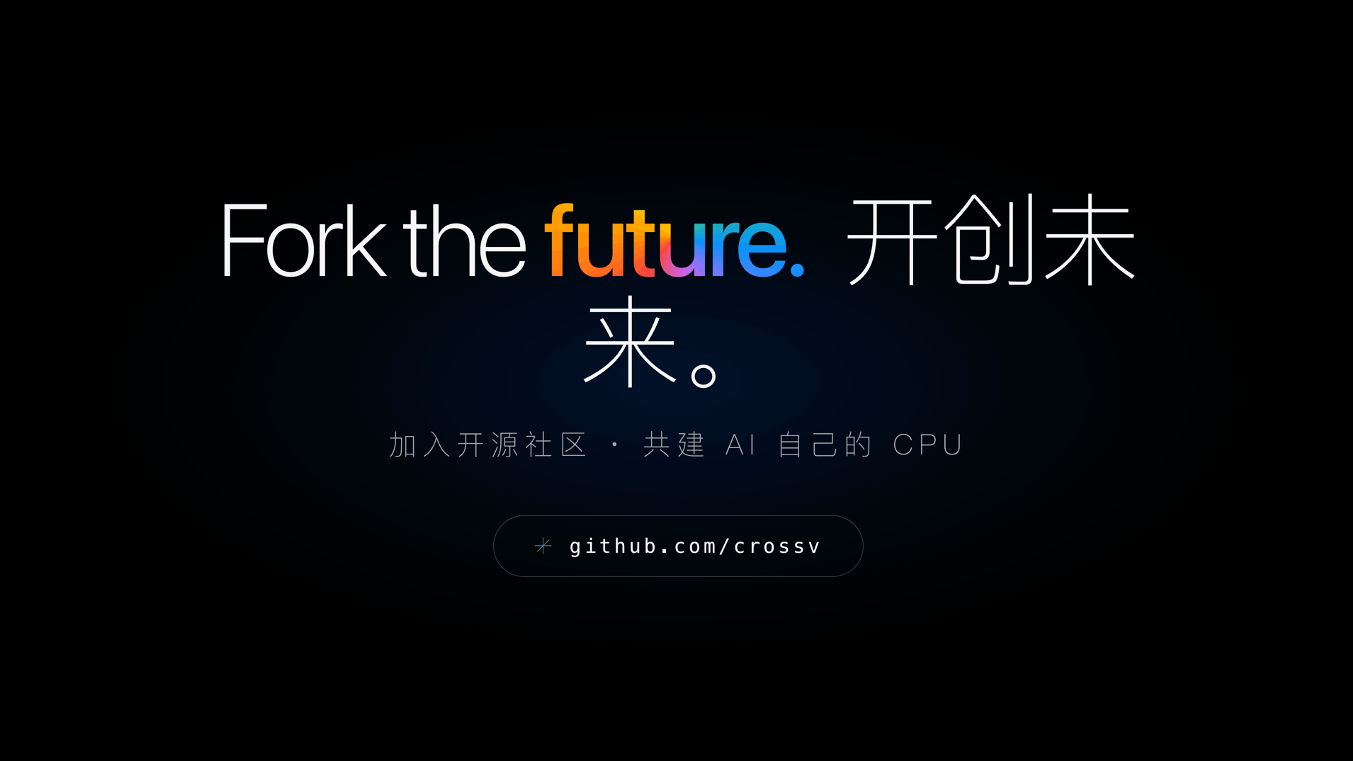 Fork the future. 开创未
来。
加入开源社区 · 共建 AI 自己的 CPU
github.com/crossv